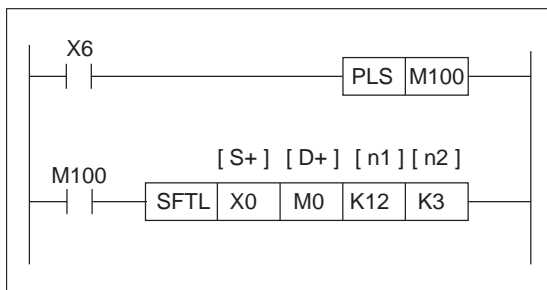 X6
PLS M100
[ S+ ] [ D+ ] [ n1 ] [ n2 ]
M100
SFTL X0 M0 K12 K3